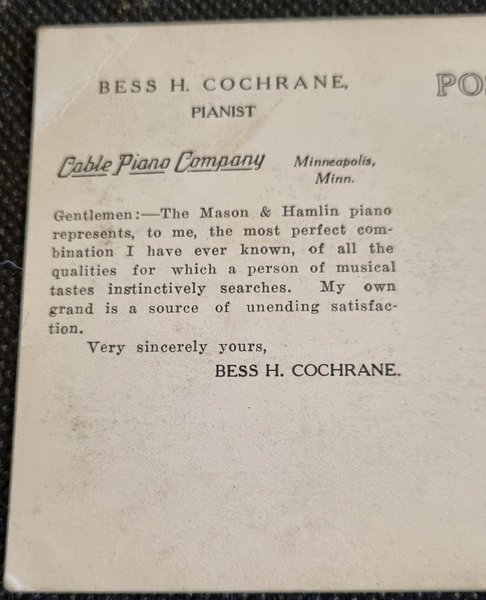 BESS H. COCHRANE,
PIANIST
POS
Cable Piano Company
Minneapolis,
Minn.
Gentlemen:—The Mason & Hamlin piano
represents, to me, the most perfect com-
bination I have ever known, of all the
qualities for which a person of musical
tastes instinctively searches. My own
grand is a source of unending satisfac-
tion.
Very sincerely yours,
BESS H. COCHRANE.